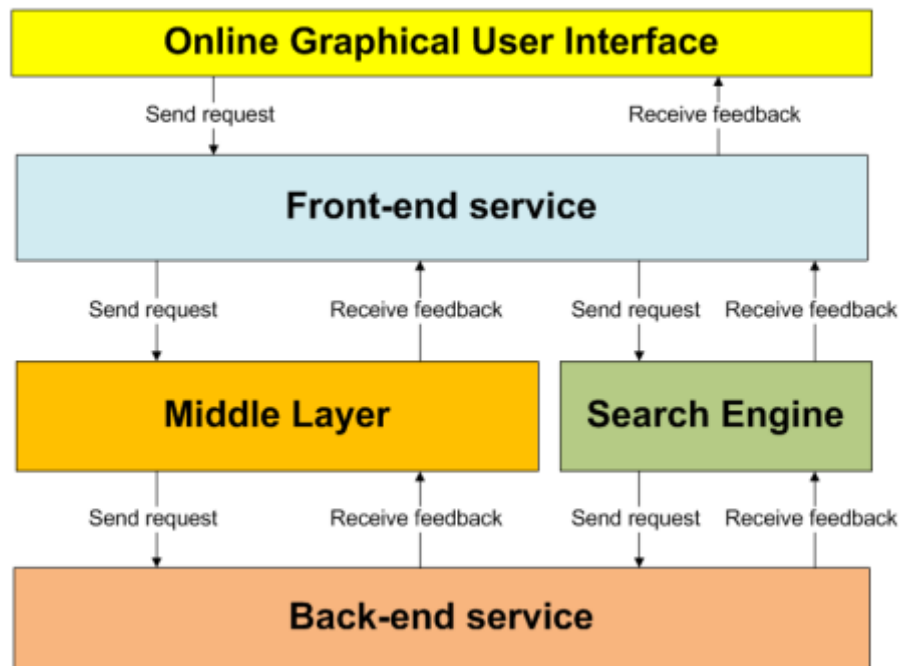 Online Graphical User Interface
Send request
Receive feedback
Front-end service
Send request
Receive feedback
Send request
Receive feedback
Middle Layer
Search Engine
Send request
Receive feedback
Send request
Receive feedback
Back-end service